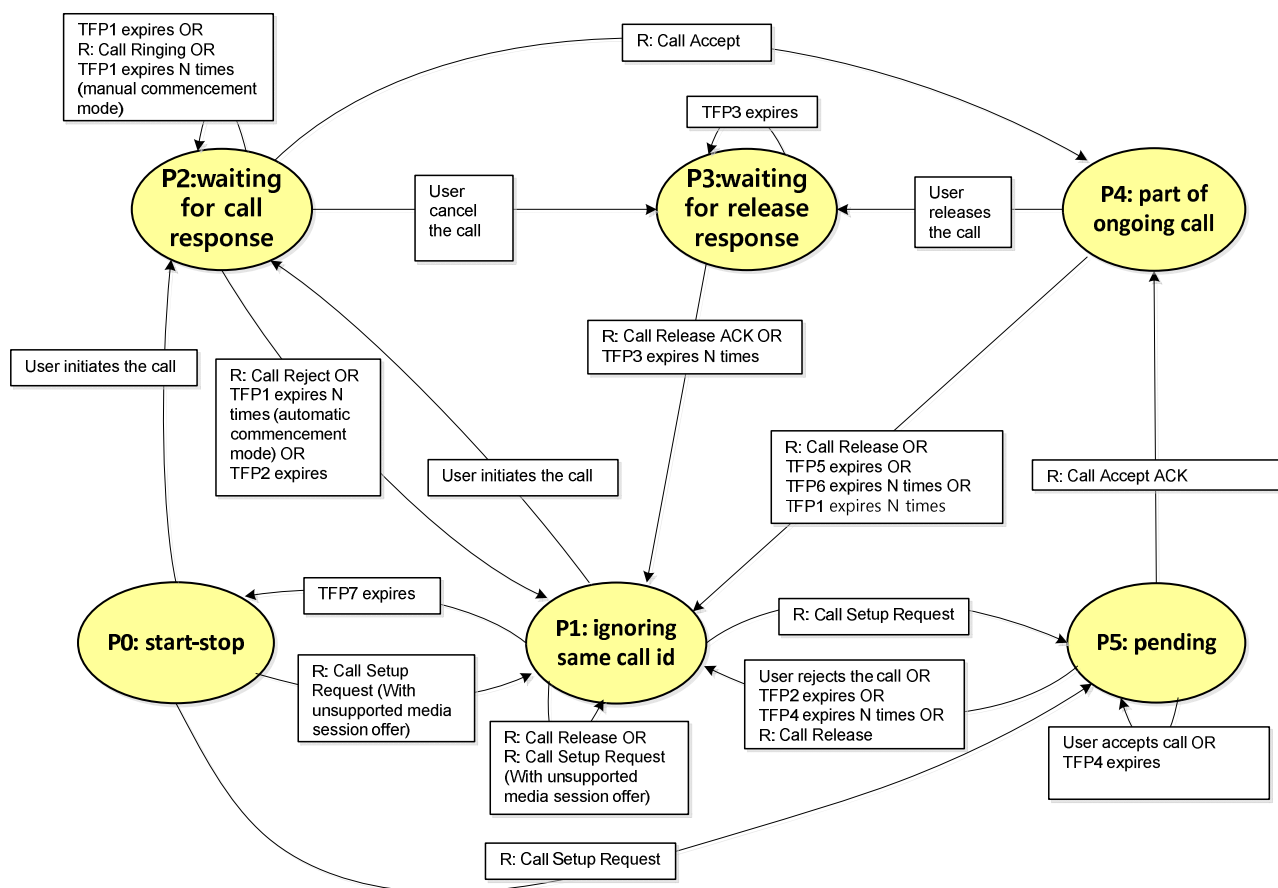 TFP1 expires OR
R: Call Ringing OR
TFP1 expires N times
(manual commencement
mode)
R: Call Accept
TFP3 expires
P2:waiting
for call
response
User
cancel
the call
P3:waiting
for release
response
User
releases
the call
P4: part of
ongoing call
User initiates the call
R: Call Reject OR
TFP1 expires N
times (automatic
commencement
mode) OR
TFP2 expires
User initiates the call
R: Call Release ACK OR
TFP3 expires N times
R: Call Release OR
TFP5 expires OR
TFP6 expires N times OR
TFP1 expires N times
R: Call Accept ACK
P0: start-stop
TFP7 expires
R: Call Setup
Request (With
unsupported media
session offer)
P1: ignoring
same call id
R: Call Release OR
R: Call Setup Request
(With unsupported
media session offer)
R: Call Setup Request
User rejects the call OR
TFP2 expires OR
TFP4 expires N times OR
R: Call Release
P5: pending
User accepts call OR
TFP4 expires
R: Call Setup Request